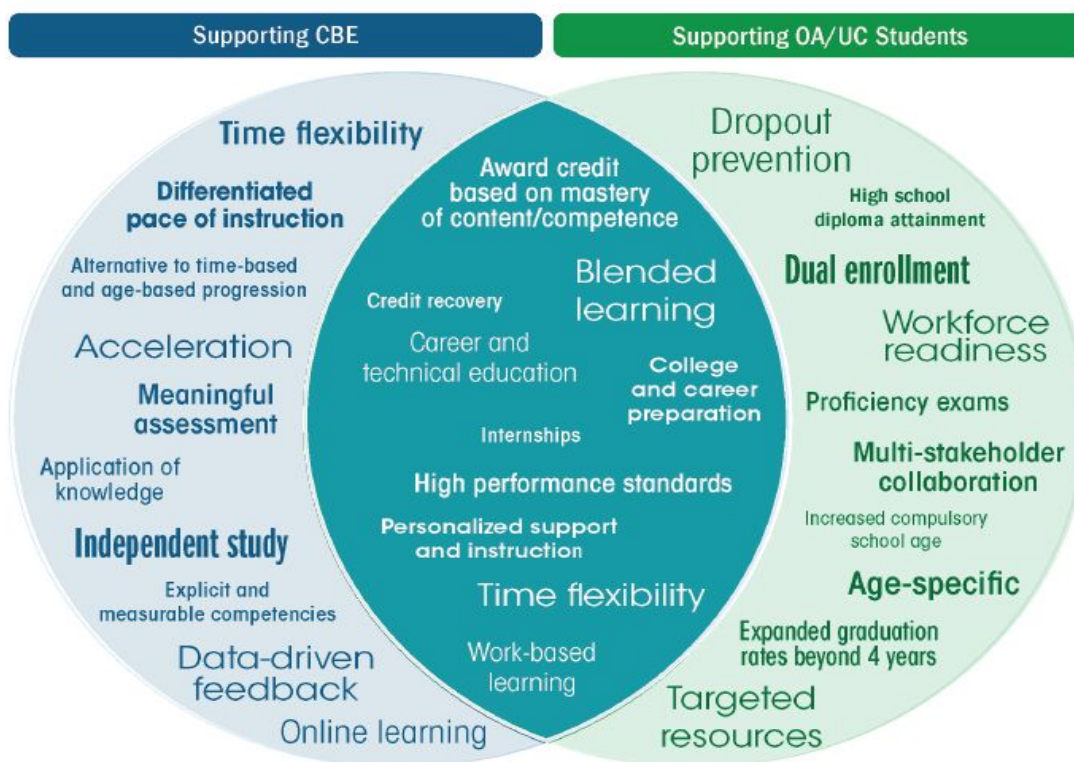 Supporting CBE
Supporting OA/UC Students
Time flexibility
Differentiated
pace of instruction
Alternative to time-based
and age-based progression
Acceleration
Meaningful
assessment
Application of
knowledge
Independent study
Explicit and
measurable competencies
Data-driven
feedback
Online learning
Award credit
based on mastery
of content/competence
Blended
learning
Credit recovery
Career and
technical education
College
and career
preparation
Internships
High performance standards
Personalized support
and instruction
Time flexibility
Work-based
learning
Dropout
prevention
High school
diploma attainment
Dual enrollment
Workforce
readiness
Proficiency exams
Multi-stakeholder
collaboration
Increased compulsory
school age
Age-specific
Expanded graduation
rates beyond 4 years
Targeted
resources